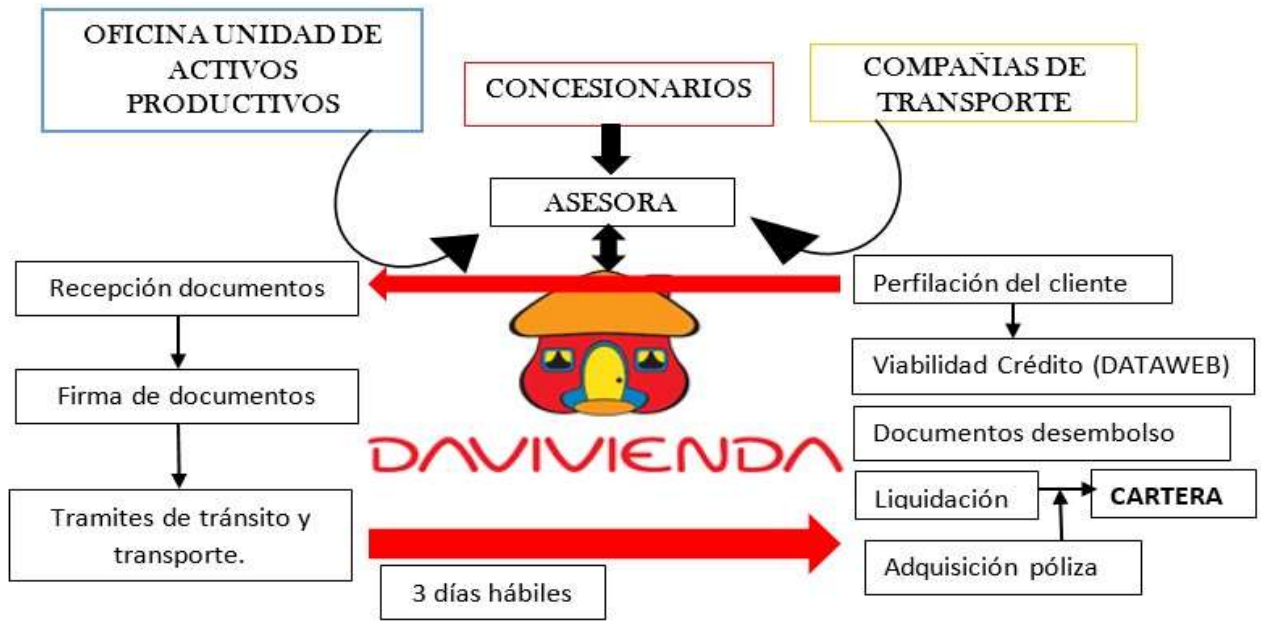 OFICINA UNIDAD DE
ACTIVOS
PRODUCTIVOS
CONCESIONARIOS
COMPAÑIAS DE
TRANSPORTE
ASESORA
Recepción documentos
Perfilación del cliente
Viabilidad Crédito (DATAWEB)
Firma de documentos
Documentos desembolso
DAVIVIENDA
Liquidación
CARTERA
Tramites de tránsito y
transporte.
Adquisición póliza
3 días hábiles